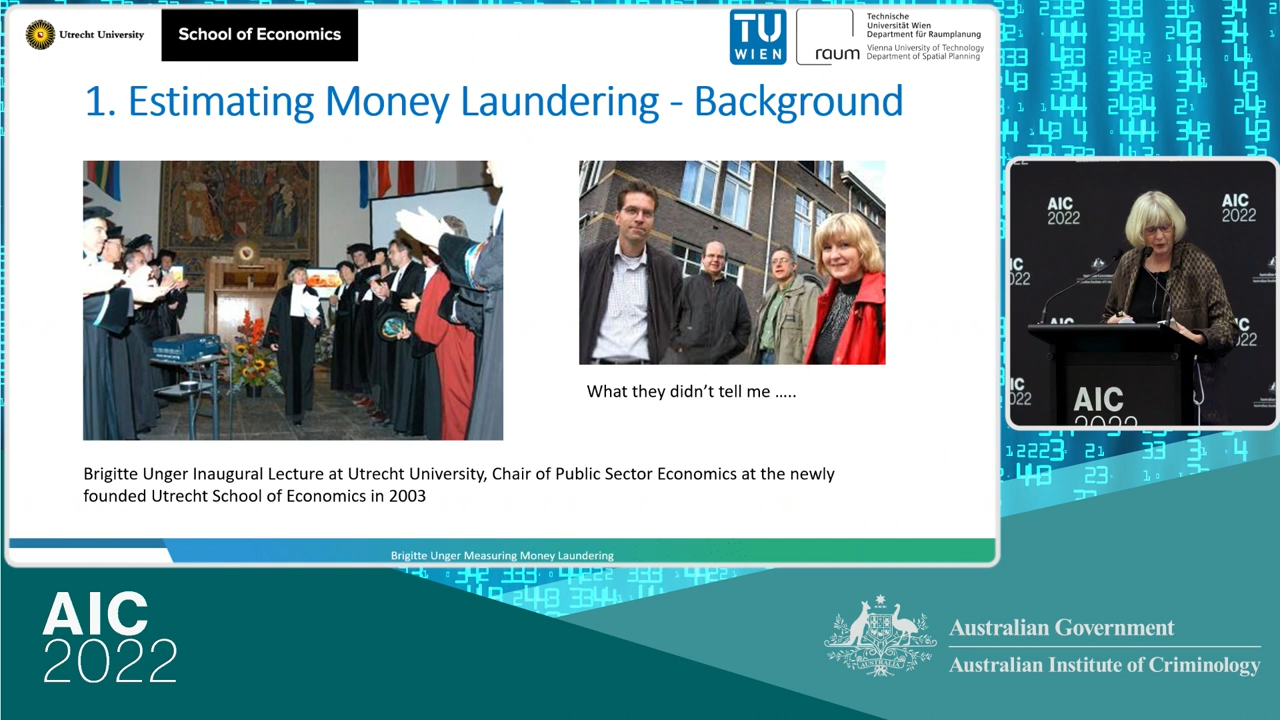 Utrecht University
School of Economics
TU
WIEN
raum
Technische
Universität Wien
Department für Raumplanung
Vienna University of Technology
Department of Spatial Planning
1. Estimating Money Laundering - Background
What they didn’t tell me …..
Brigitte Unger Inaugural Lecture at Utrecht University, Chair of Public Sector Economics at the newly
founded Utrecht School of Economics in 2003
Brigitte Unger Measuring Money Laundering
AIC
2022
AIC
2022
AIC
2022
AIC
2022
Australian Government
Australian Institute of Criminology